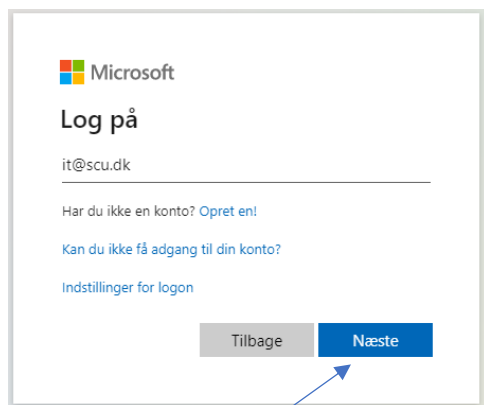 Microsoft
Log på
it@scu.dk
Har du ikke en konto? Opret en!
Kan du ikke få adgang til din konto?
Indstillinger for logon
Tilbage Næste